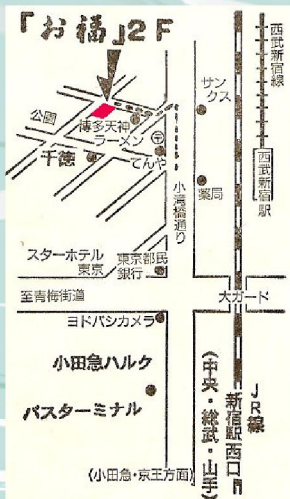 「お福」2F
公園
博多天神
ラーメン
〒
千徳
てんや
サン
クス
薬局
西武新宿線
西武新宿駅
小滝橋通り
スターホテル
東京
東京都民
銀行
至青梅街道
大ガード
ヨドバシカメラ
小田急ハルク
バスターミナル
(小田急・京王方面)
(中央・総武・山手)
新宿駅西口
JR線